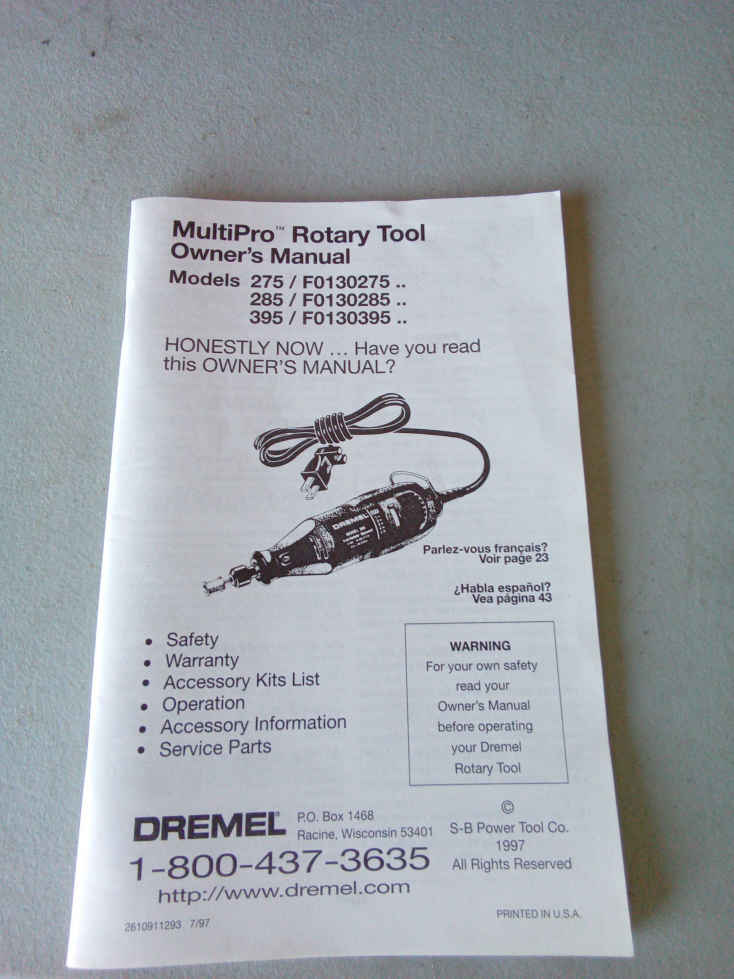 MultiPro™ Rotary Tool
Owner's Manual
Models 275 / F0130275 ..
285 / F0130285 ..
395 / F0130395 ..
HONESTLY NOW ... Have you read
this OWNER'S MANUAL?
DREMEL
Parlez-vous français?
Voir page 23
¿Habla español?
Vea página 43
• Safety
• Warranty
• Accessory Kits List
• Operation
• Accessory Information
• Service Parts
WARNING
For your own safety
read your
Owner's Manual
before operating
your Dremel
Rotary Tool
DREMEL®
P.O. Box 1468
Racine, Wisconsin 53401
1-800-437-3635
http://www.dremel.com
©
S-B Power Tool Co.
1997
All Rights Reserved
2610911293 7/97
PRINTED IN U.S.A.